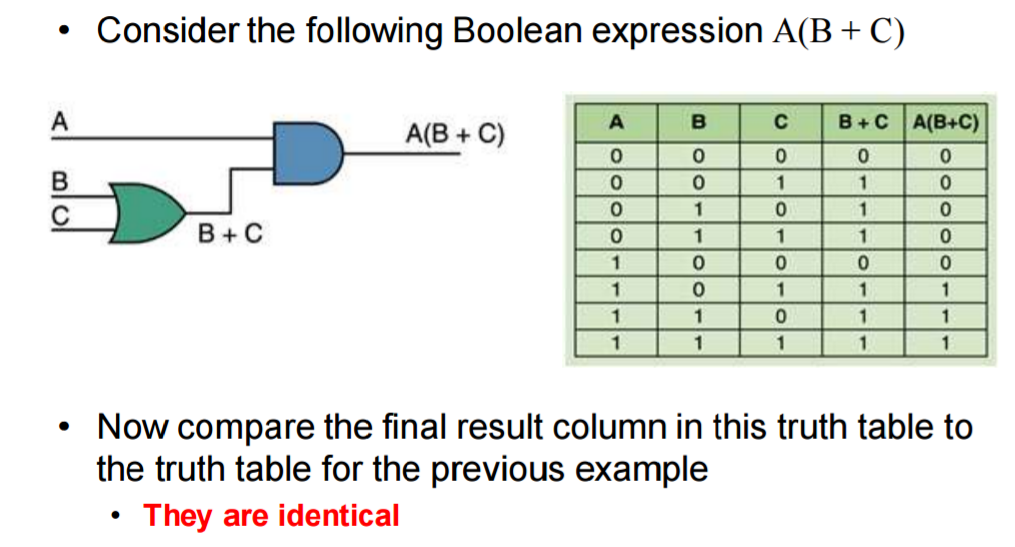 • Consider the following Boolean expression A(B + C)
A
A(B + C)
B
C
B + C
A B C B + C A(B+C)
0 0 0 0 0
0 0 1 1 0
0 1 0 1 0
0 1 1 1 0
1 0 0 0 0
1 0 1 1 1
1 1 0 1 1
1 1 1 1 1
• Now compare the final result column in this truth table to
the truth table for the previous example
• They are identical